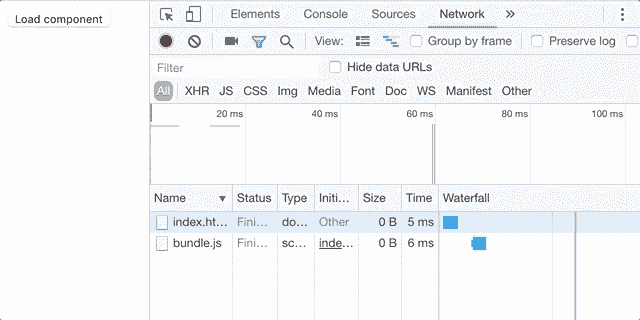 Load component
Elements Console Sources Network »
View: Group by frame Preserve log
Filter Hide data URLs
All XHR JS CSS Img Media Font Doc WS Manifest Other
20 ms 40 ms 60 ms 80 ms 100 ms
Name ▼ Status Type Initi... Size Time Waterfall
index.ht... Fini... do... Other 0 B 5 ms
bundle.js Fini... sc... inde... 0 B 6 ms